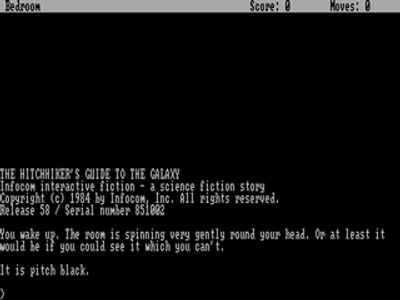 Bedroom Score: 0 Moves: 0
THE HITCHHIKER'S GUIDE TO THE GALAXY
Infocom interactive fiction - a science fiction story
Copyright (c) 1984 by Infocom, Inc. All rights reserved.
Release 58 / Serial number 851002
You wake up. The room is spinning very gently round your head. Or at least it
would be if you could see it which you can't.
It is pitch black.
>